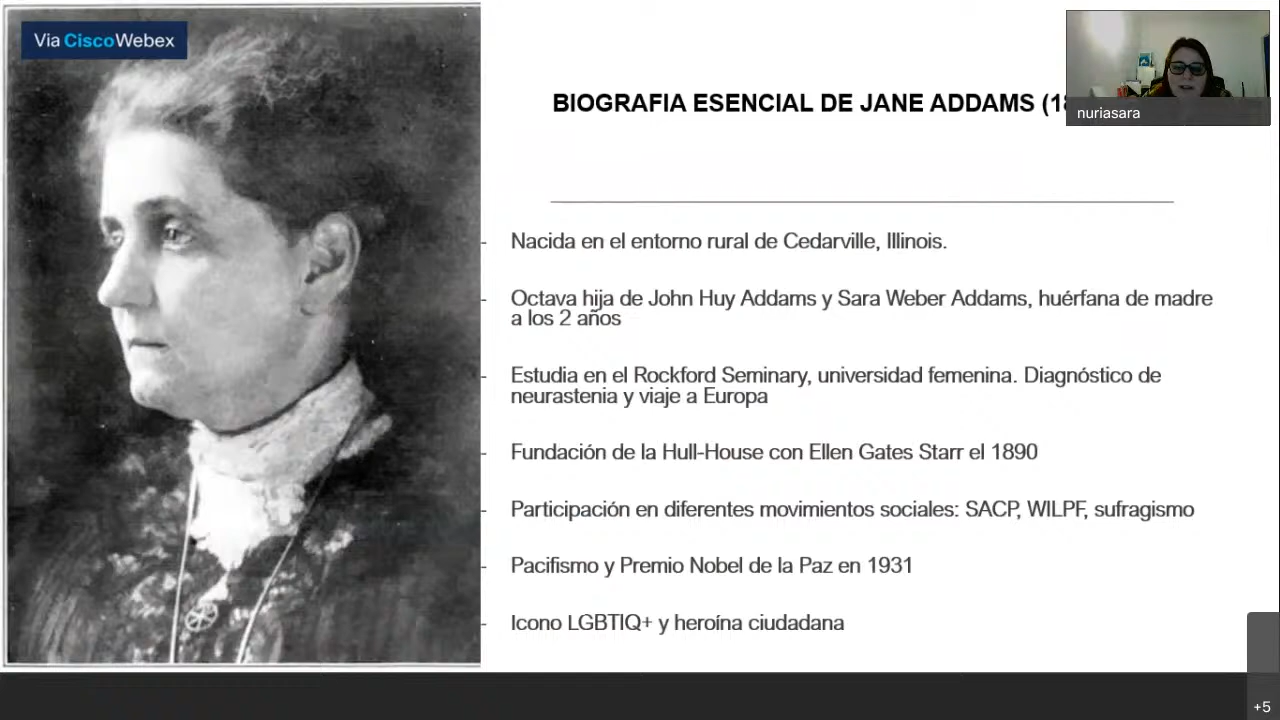 Via CiscoWebex
BIOGRAFIA ESENCIAL DE JANE ADDAMS (18
nuriasara
- Nacida en el entorno rural de Cedarville, Illinois.
- Octava hija de John Huy Addams y Sara Weber Addams, huérfana de madre
a los 2 años
- Estudia en el Rockford Seminary, universidad femenina. Diagnóstico de
neurastenia y viaje a Europa
- Fundación de la Hull-House con Ellen Gates Starr el 1890
- Participación en diferentes movimientos sociales: SACP, WILPF, sufragismo
- Pacifismo y Premio Nobel de la Paz en 1931
- Icono LGBTIQ+ y heroína ciudadana
+5